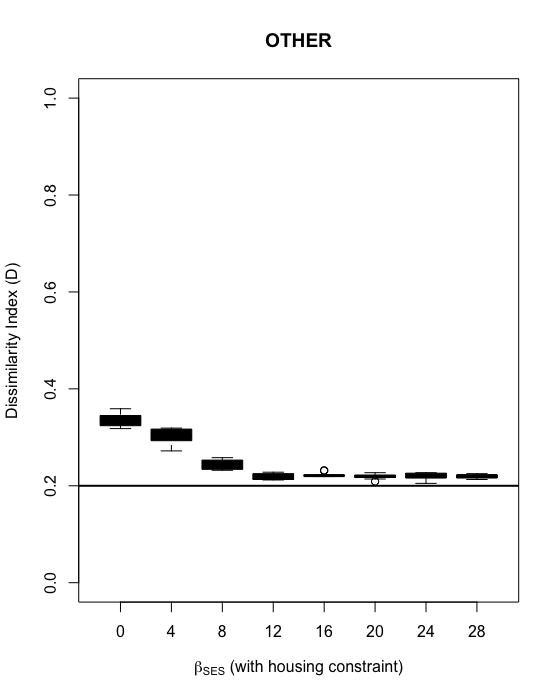 OTHER
Dissimilarity Index (D)
1.0
0.8
0.6
0.4
0.2
0.0
0 4 8 12 16 20 24 28
βSES (with housing constraint)